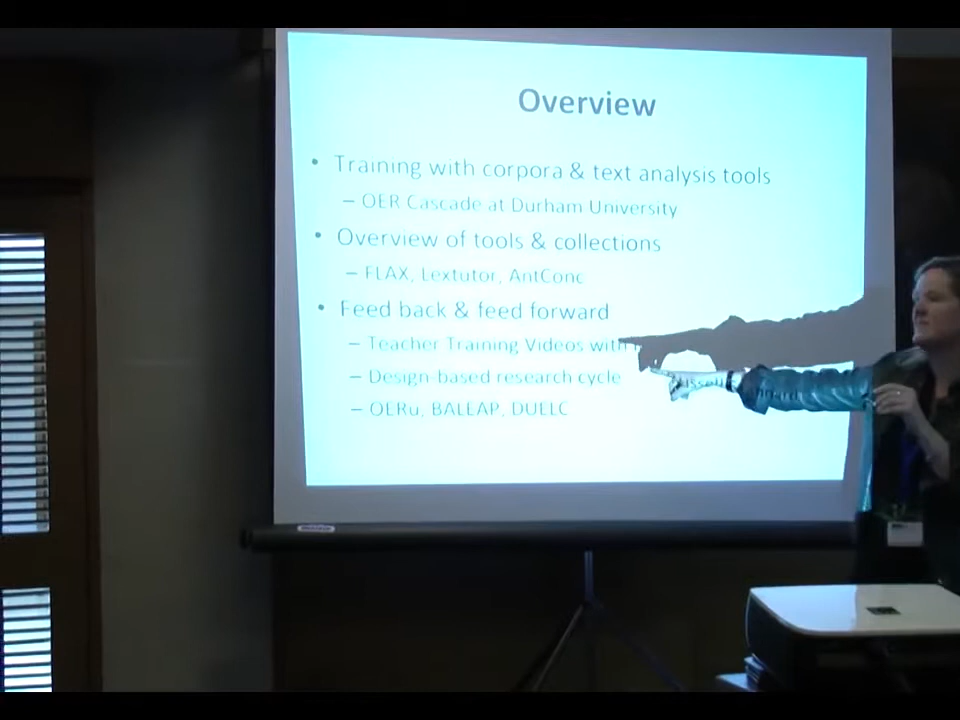 Overview
• Training with corpora & text analysis tools
– OER Cascade at Durham University
• Overview of tools & collections
– FLAX, Lextutor, AntConc
• Feed back & feed forward
– Teacher Training Videos with
– Design-based research cycle
– OERu, BALEAP, DUELC